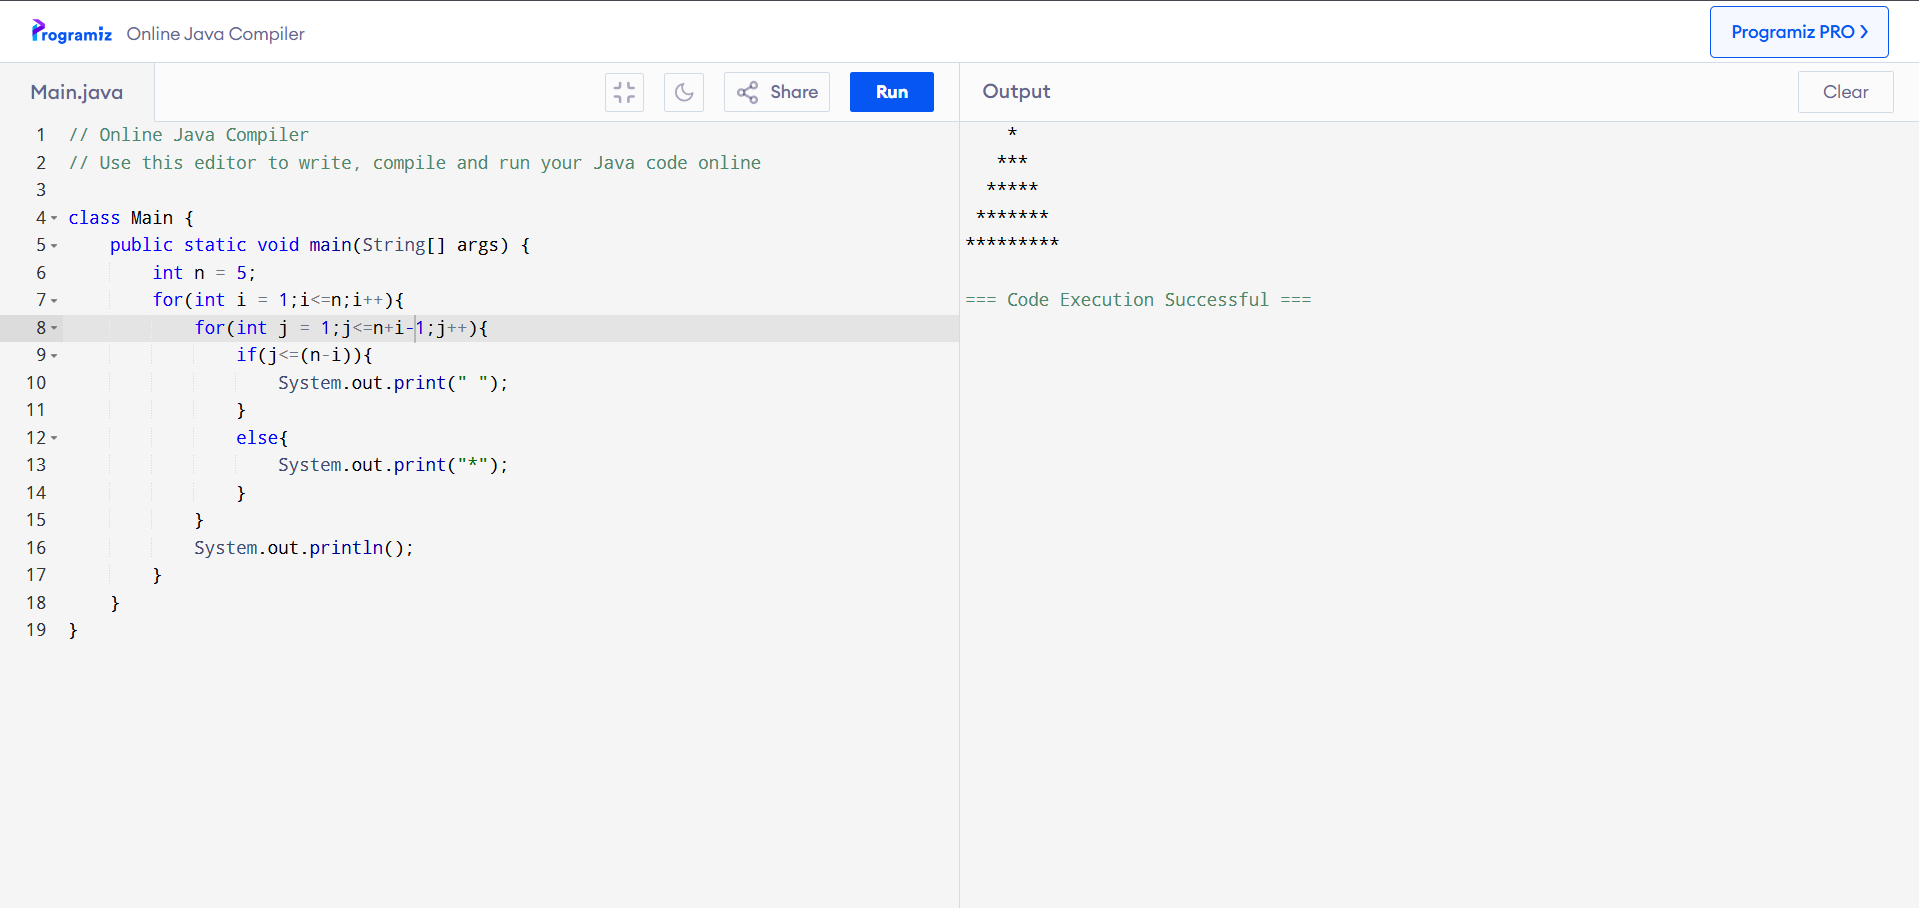 Programiz Online Java Compiler
Programiz PRO
Main.java
Share
Run
Output
Clear
1 // Online Java Compiler
2 // Use this editor to write, compile and run your Java code online
3
4 class Main {
5     public static void main(String[] args) {
6         int n = 5;
7         for(int i = 1;i<=n;i++){
8             for(int j = 1;j<=n+i-1;j++){
9                 if(j<=(n-i)){
10                     System.out.print(" ");
11                 }
12                 else{
13                     System.out.print("*");
14                 }
15             }
16             System.out.println();
17         }
18     }
19 }
    *
   ***
  *****
 *******
*********
=== Code Execution Successful ===